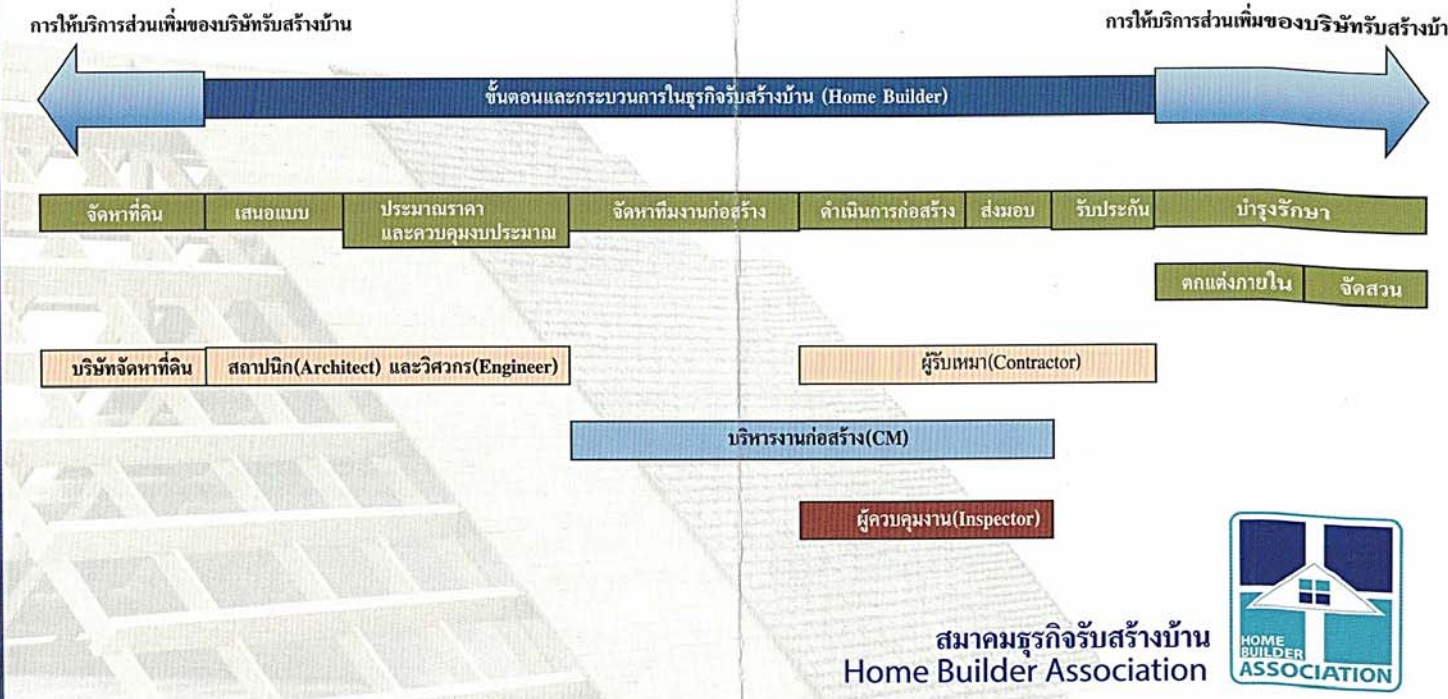 การให้บริการส่วนเพิ่มของบริษัทรับสร้างบ้าน
การให้บริการส่วนเพิ่มของบริษัทรับสร้างบ้า
ขั้นตอนและกระบวนการในธุรกิจรับสร้างบ้าน (Home Builder)
จัดหาที่ดิน
เสนอแบบ
ประมาณราคา
และควบคุมงบประมาณ
จัดหาทีมงานก่อสร้าง
ดำเนินการก่อสร้าง
ส่งมอบ
รับประกัน
บำรุงรักษา
ตกแต่งภายใน
จัดสวน
บริษัทจัดหาที่ดิน
สถาปนิก(Architect) และวิศวกร(Engineer)
ผู้รับเหมา(Contractor)
บริหารงานก่อสร้าง(CM)
ผู้ควบคุมงาน(Inspector)
สมาคมธุรกิจรับสร้างบ้าน
Home Builder Association
HOME
BUILDER
ASSOCIATION